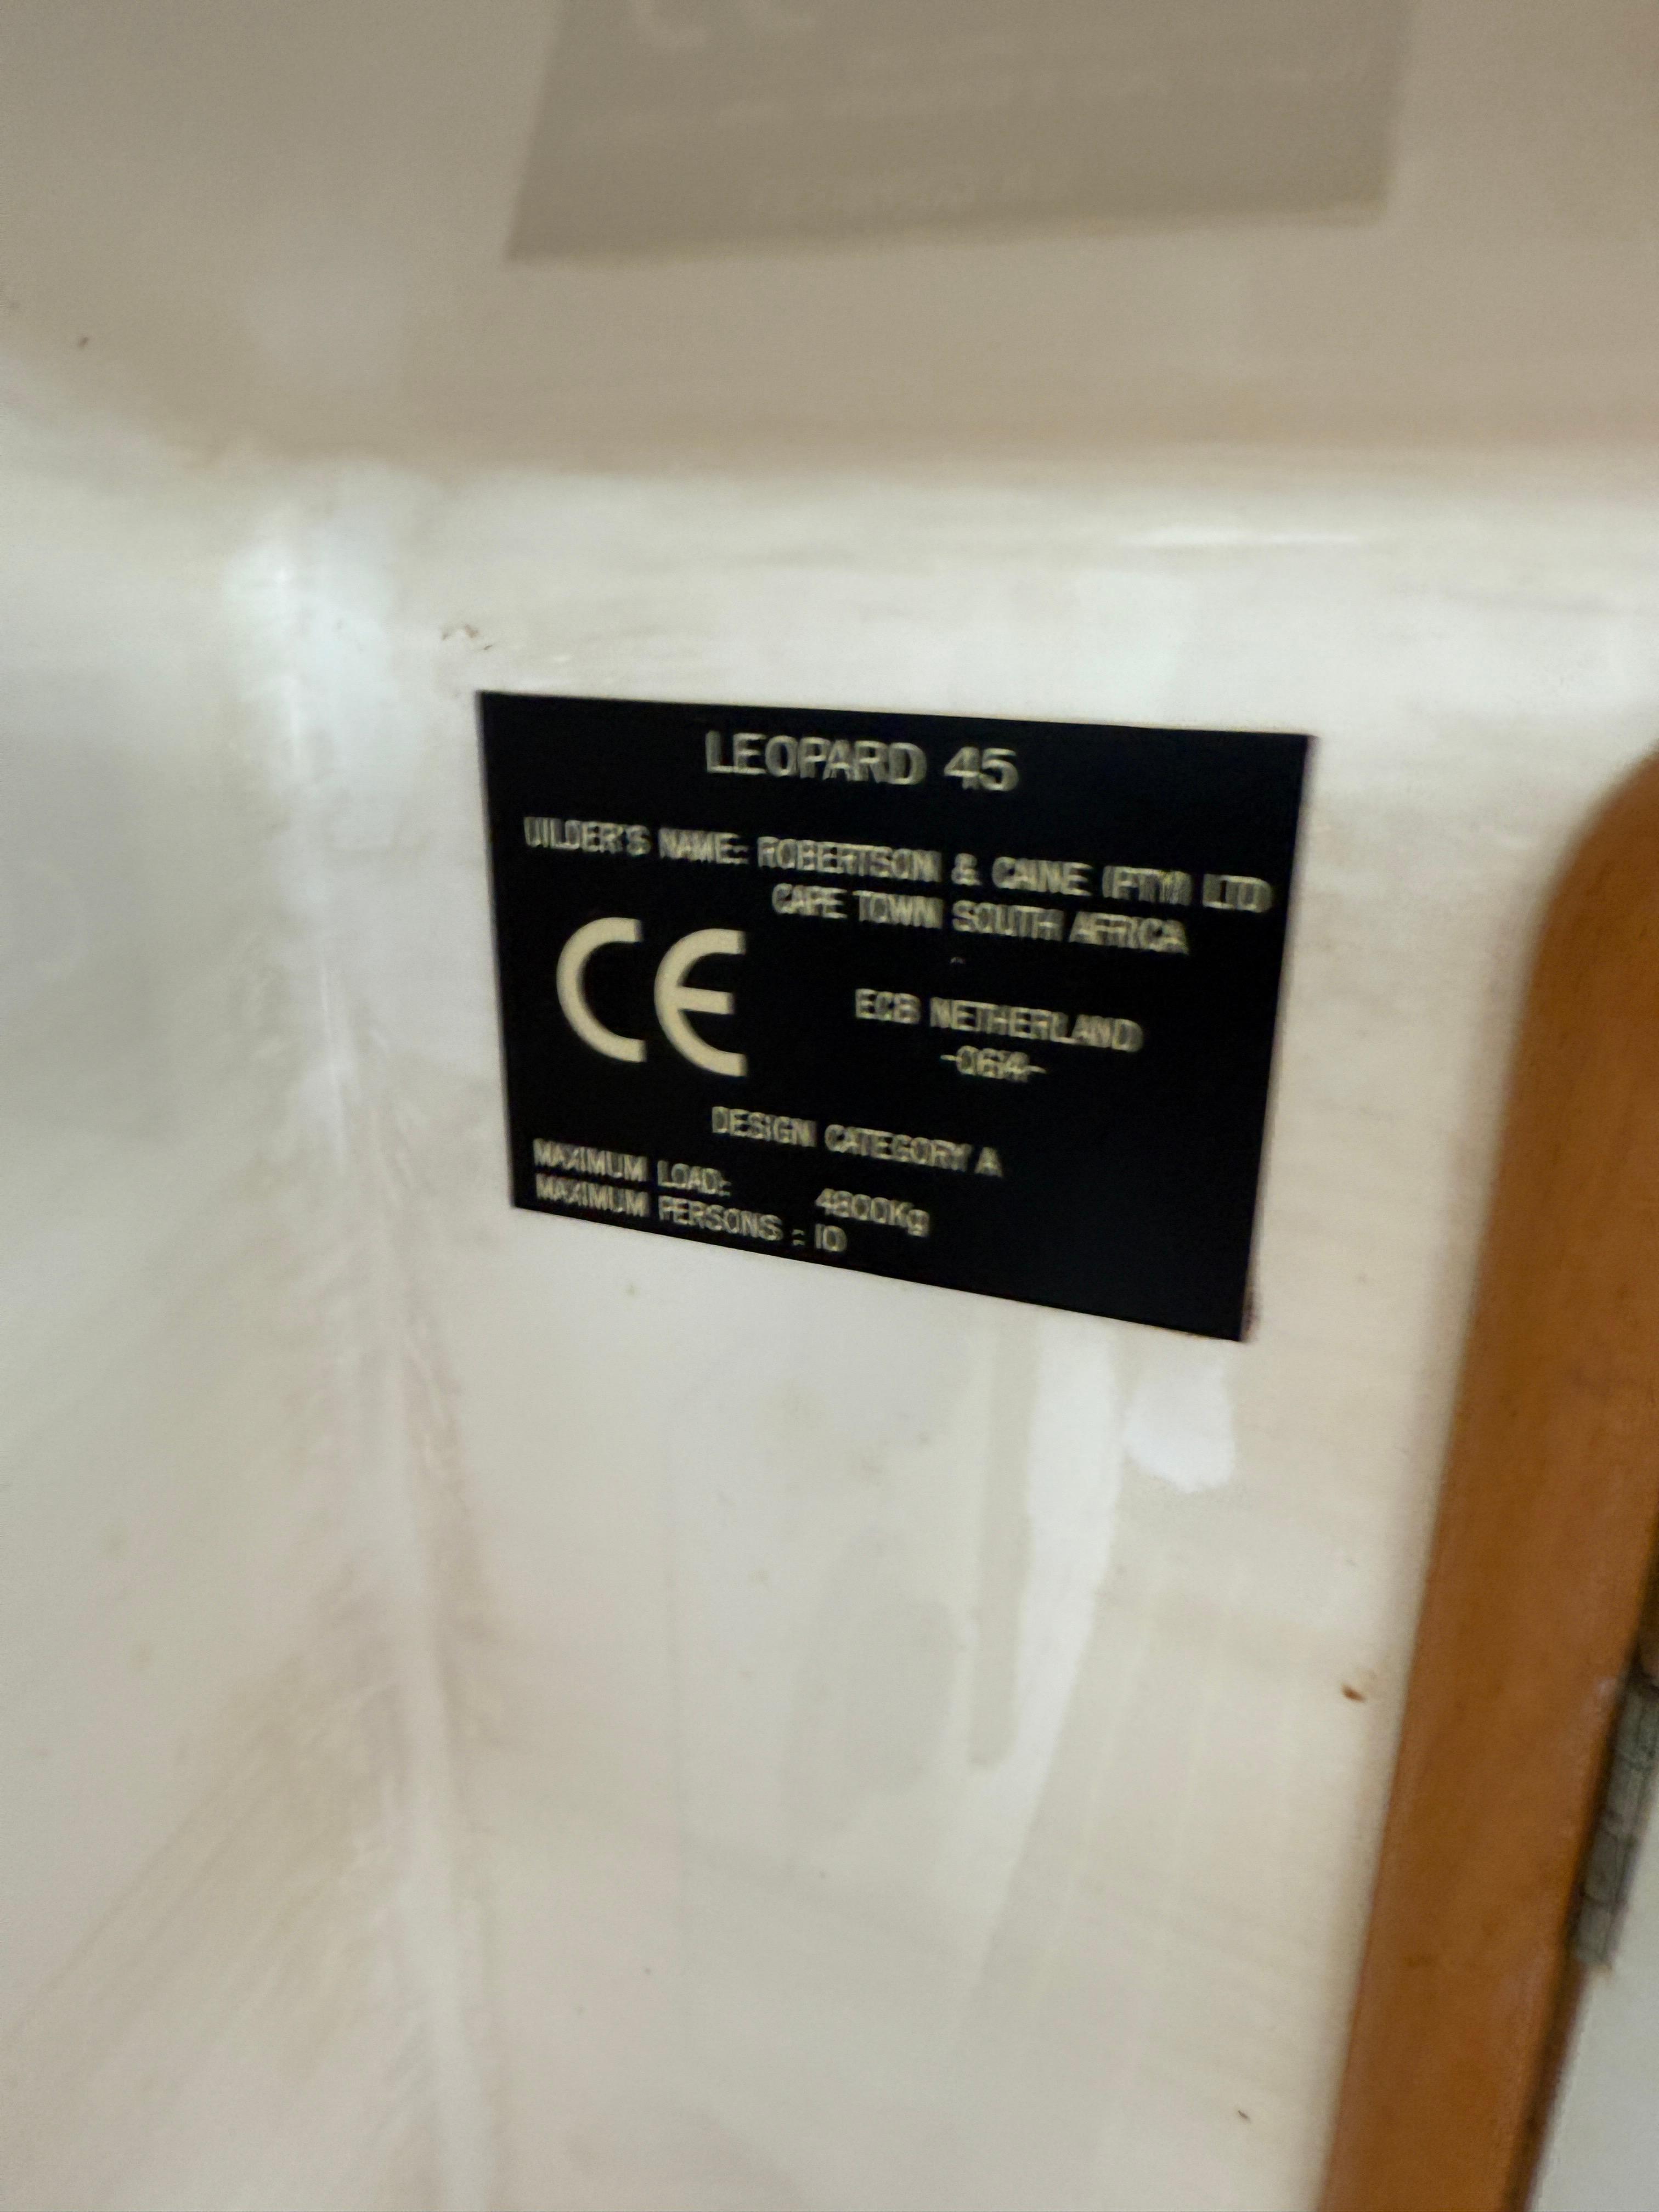 LEOPARD 45
UILDER'S NAME: ROBERTSON & CAINE (PTY) LTD
CAPE TOWN SOUTH AFRICA
CE
ECB NETHERLAND
-0614-
DESIGN CATEGORY A
MAXIMUM LOAD: 4800Kg
MAXIMUM PERSONS : 10